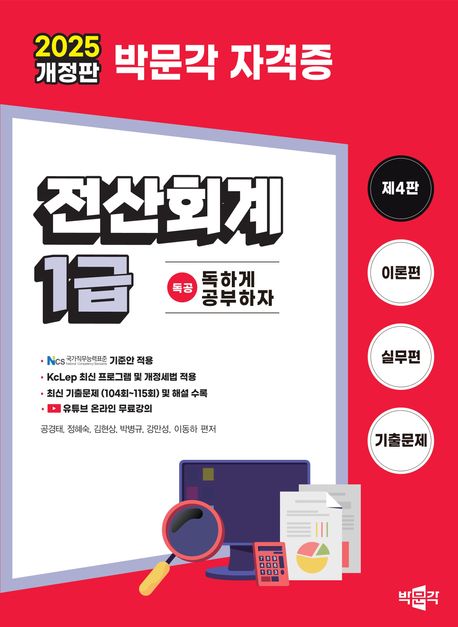 2025
개정판
박문각 자격증
전산회계
1급
독공
독하게
공부하자
제4판
이론편
실무편
기출문제
• NCS 국가직무능력표준 기준안 적용
• KcLep 최신 프로그램 및 개정세법 적용
• 최신 기출문제 (104회~115회) 및 해설 수록
• 유튜브 온라인 무료강의
공경태, 정혜숙, 김현상, 박병규, 강만성, 이동하 편저
박문각